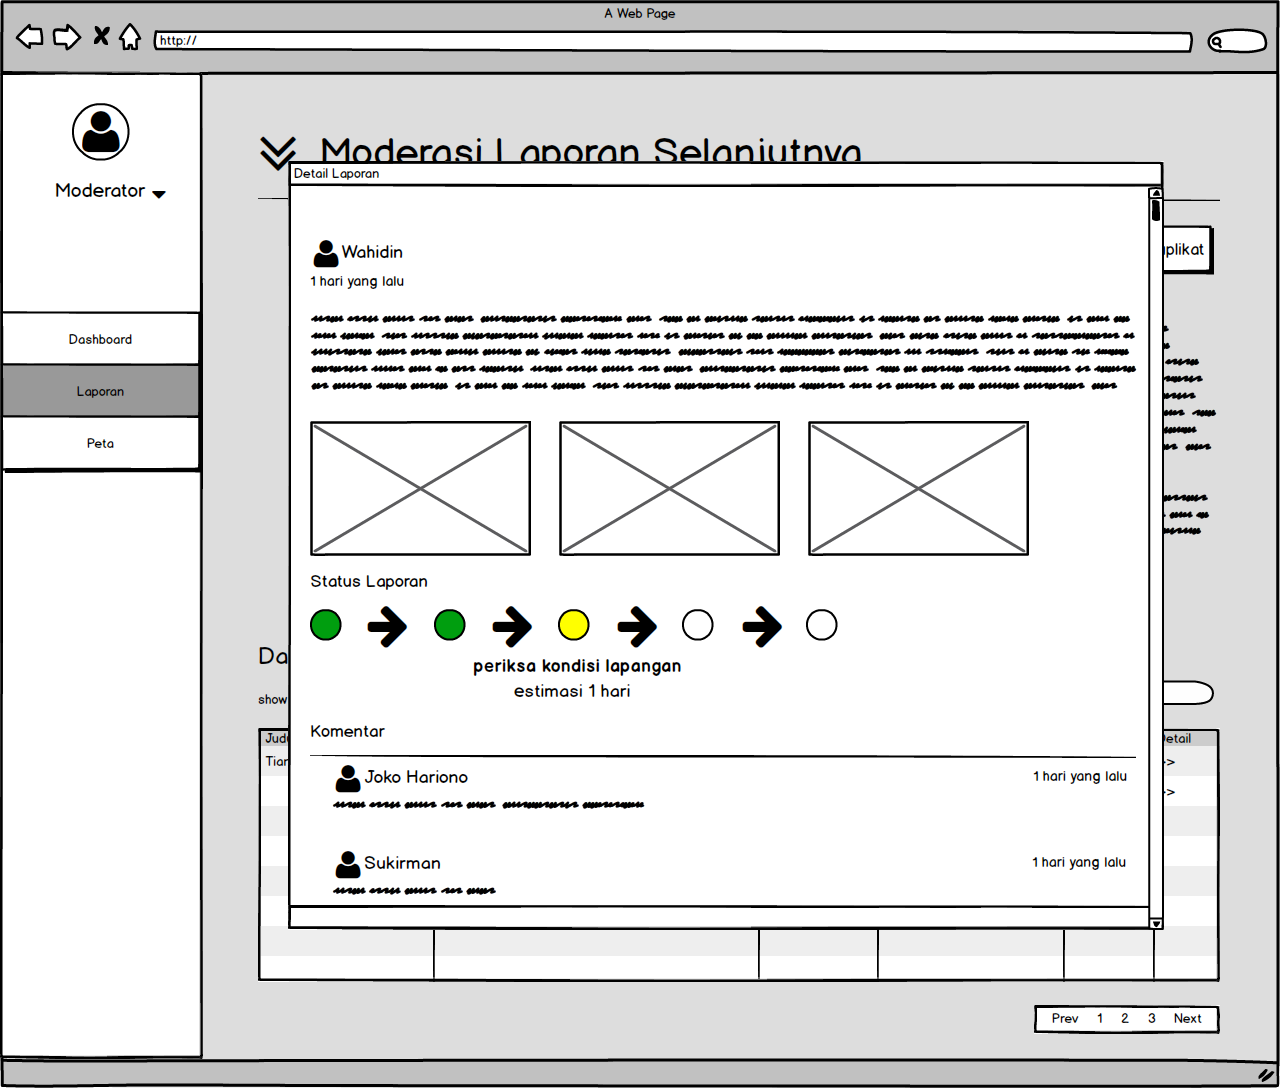 A Web Page
http://
Moderator
Dashboard
Laporan
Peta
Moderasi Laporan Selanjutnya
Detail Laporan
Wahidin
1 hari yang lalu
plikat
Status Laporan
periksa kondisi lapangan
estimasi 1 hari
Da
show
Komentar
Jud
Detail
Tian
>
Joko Hariono
1 hari yang lalu
>
Sukirman
1 hari yang lalu
Prev 1 2 3 Next